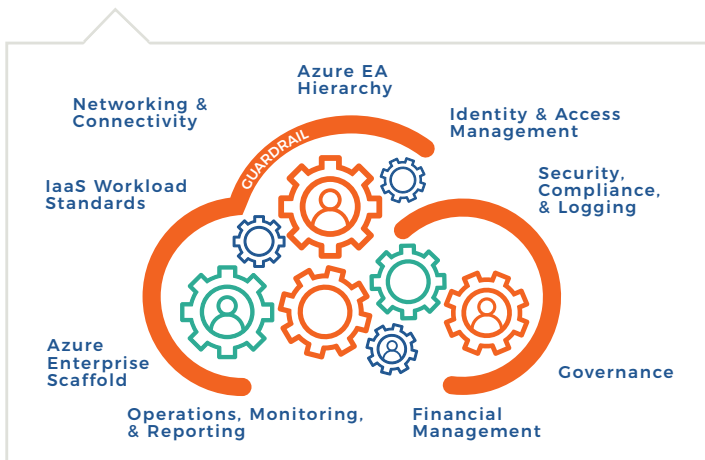 Azure EA
Hierarchy
Networking &
Connectivity
Identity & Access
Management
GUARDRAIL
IaaS Workload
Standards
Security,
Compliance,
& Logging
Azure
Enterprise
Scaffold
Governance
Operations, Monitoring,
& Reporting
Financial
Management